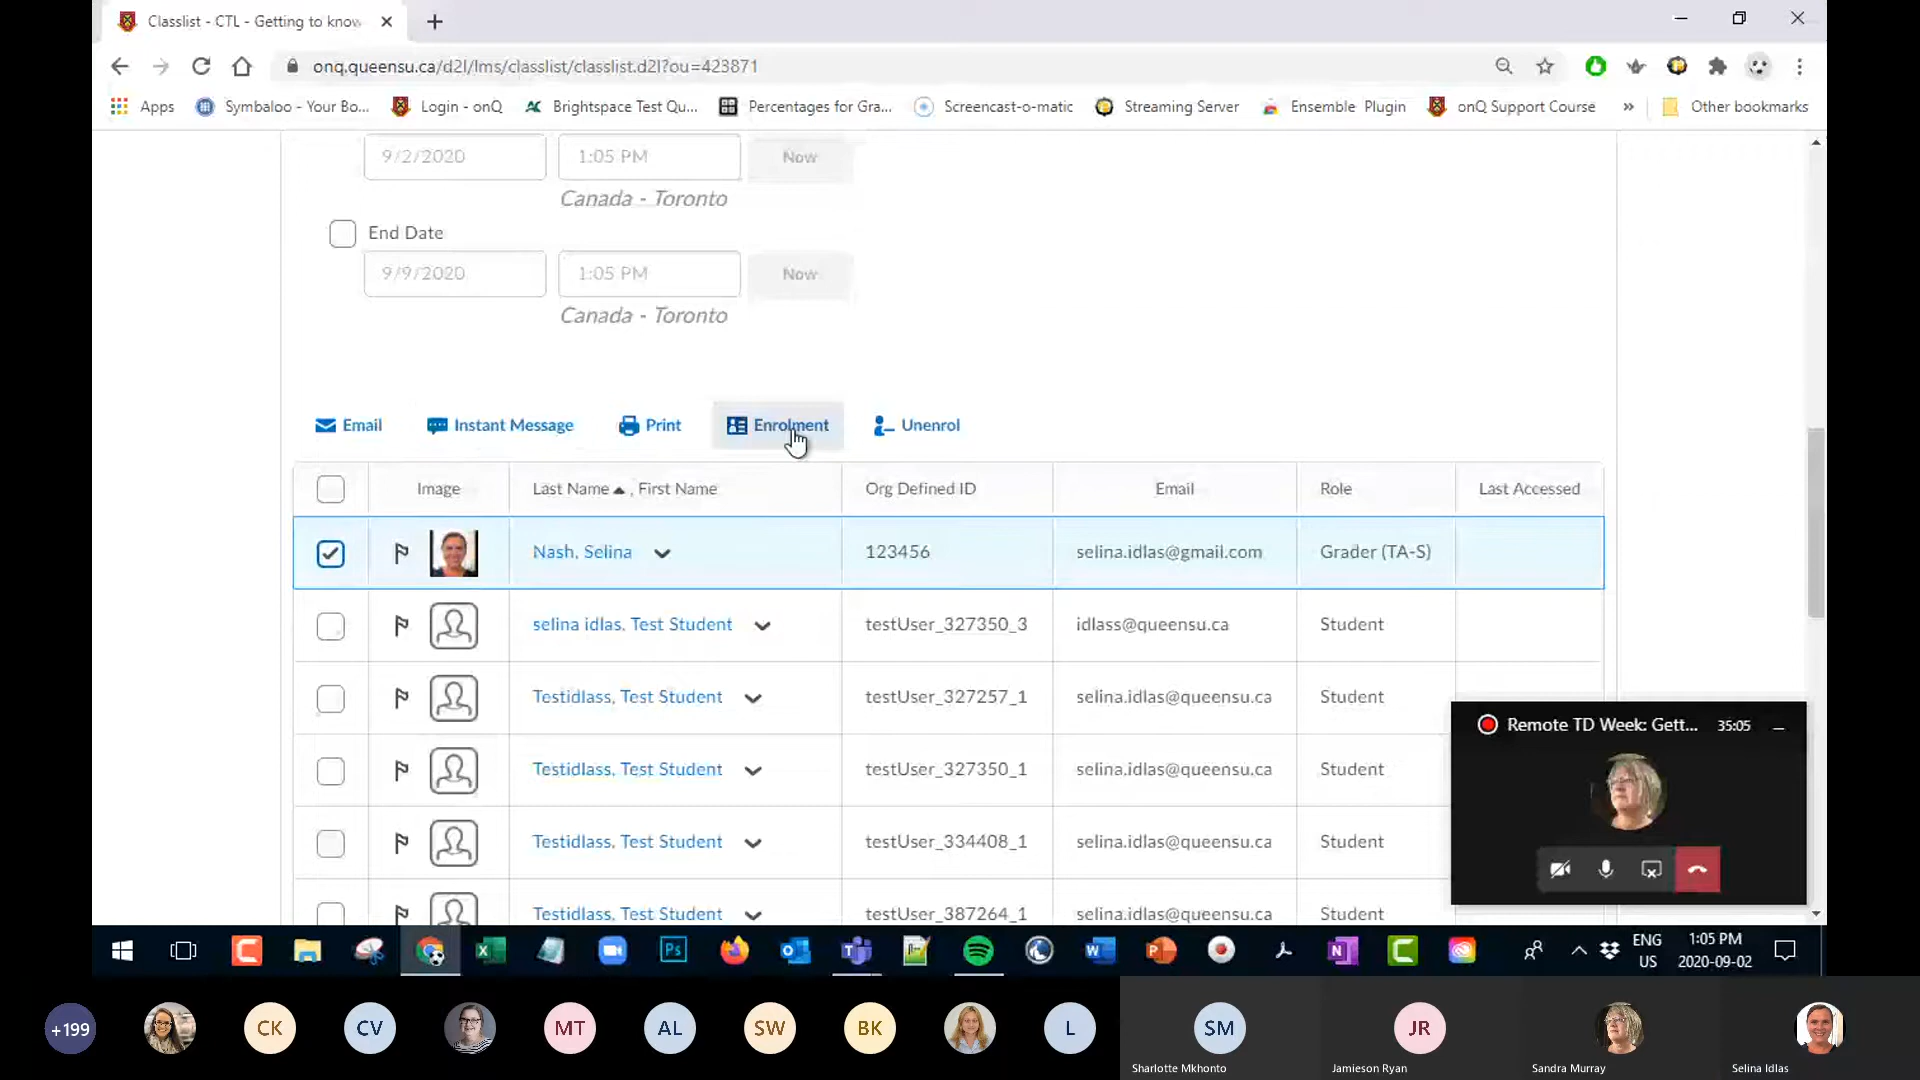 Classlist - CTL - Getting to know
onq.queensu.ca/d2l/lms/classlist/classlist.d2l?ou=423871
Apps Symbaloo - Your Bo... Login - onQ Brightspace Test Qu... Percentages for Gra... Screencast-o-matic Streaming Server Ensemble Plugin onQ Support Course » Other bookmarks
9/2/2020 1:05 PM Now
Canada - Toronto
End Date
9/9/2020 1:05 PM Now
Canada - Toronto
Email Instant Message Print Enrolment Unenrol
Image Last Name , First Name Org Defined ID Email Role Last Accessed
Nash, Selina 123456 selina.idlas@gmail.com Grader (TA-S)
selina idlas, Test Student testUser_327350_3 idlass@queensu.ca Student
Testidlass, Test Student testUser_327257_1 selina.idlas@queensu.ca Student
Testidlass, Test Student testUser_327350_1 selina.idlas@queensu.ca Student
Testidlass, Test Student testUser_334408_1 selina.idlas@queensu.ca Student
Testidlass, Test Student testUser_387264_1 selina.idlas@queensu.ca Student
Remote TD Week: Gett... 35:05
Ps
ENG
US
1:05 PM
2020-09-02
+199 CK CV MT AL SW BK L SM JR
Sharlotte Mkhonto Jamieson Ryan Sandra Murray Selina Idlas